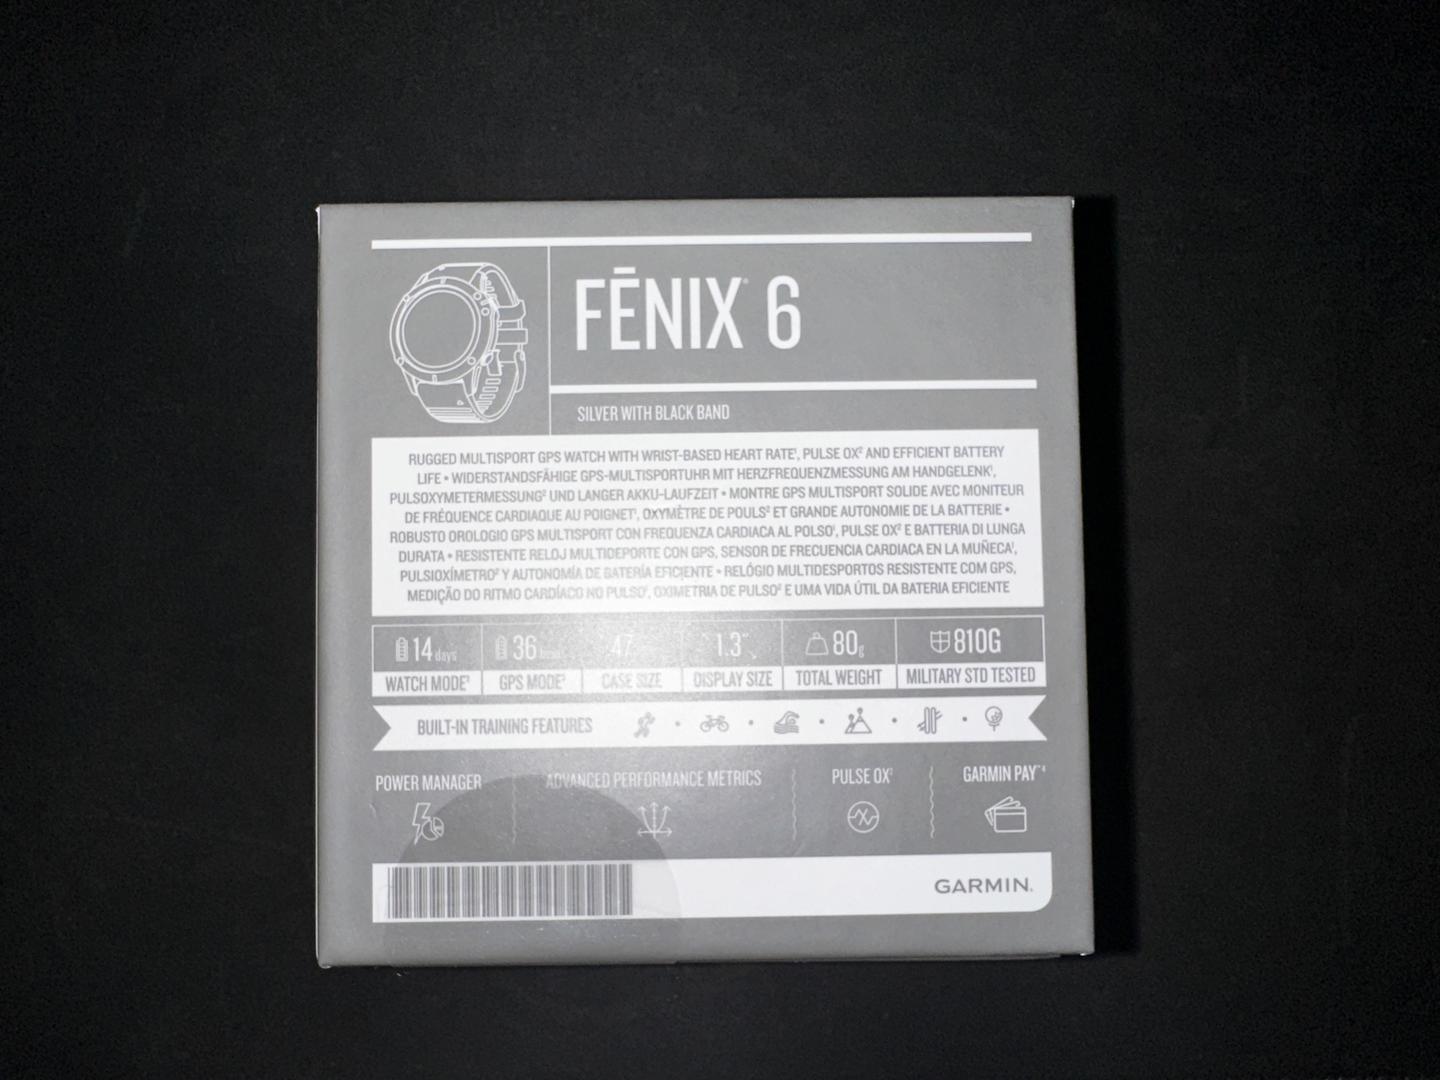 FĒNIX® 6
SILVER WITH BLACK BAND
RUGGED MULTISPORT GPS WATCH WITH WRIST-BASED HEART RATE¹, PULSE OX² AND EFFICIENT BATTERY
LIFE • WIDERSTANDSFÄHIGE GPS-MULTISPORTUHR MIT HERZFREQUENZMESSUNG AM HANDGELENK¹,
PULSOXYMETERMESSUNG² UND LANGER AKKU-LAUFZEIT • MONTRE GPS MULTISPORT SOLIDE AVEC MONITEUR
DE FRÉQUENCE CARDIAQUE AU POIGNET¹, OXYMÈTRE DE POULS² ET GRANDE AUTONOMIE DE LA BATTERIE •
ROBUSTO OROLOGIO GPS MULTISPORT CON FREQUENZA CARDIACA AL POLSO¹, PULSE OX² E BATTERIA DI LUNGA
DURATA • RESISTENTE RELOJ MULTIDEPORTE CON GPS, SENSOR DE FRECUENCIA CARDIACA EN LA MUÑECA¹,
PULSIOXÍMETRO² Y AUTONOMÍA DE BATERÍA EFICIENTE • RELÓGIO MULTIDESPORTOS RESISTENTE COM GPS,
MEDIÇÃO DO RITMO CARDÍACO NO PULSO¹, OXIMETRIA DE PULSO² E UMA VIDA ÚTIL DA BATERIA EFICIENTE
14 days 36 47 1.3" 80g 810G
WATCH MODE³ GPS MODE³ CASE SIZE DISPLAY SIZE TOTAL WEIGHT MILITARY STD TESTED
BUILT-IN TRAINING FEATURES
POWER MANAGER ADVANCED PERFORMANCE METRICS PULSE OX² GARMIN PAY™⁴
GARMIN.